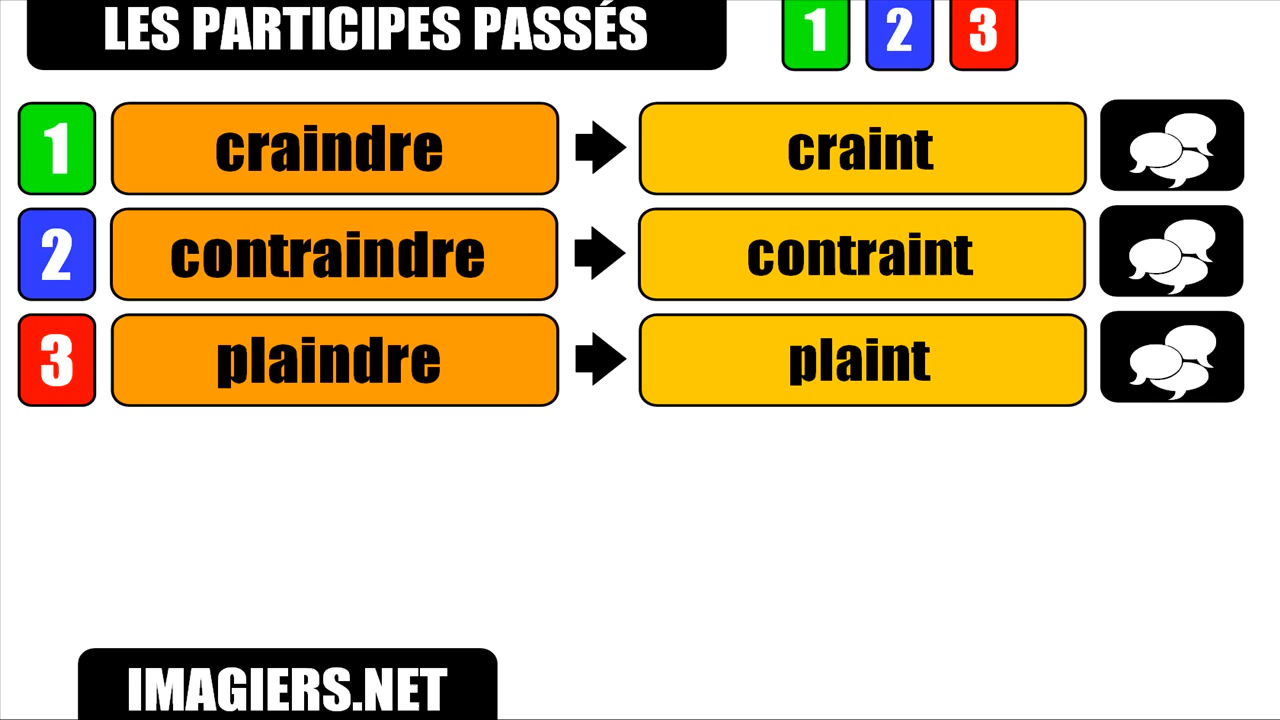 LES PARTICIPES PASSÉS 1 2 3
1 craindre craint
2 contraindre contraint
3 plaindre plaint
IMAGIERS.NET